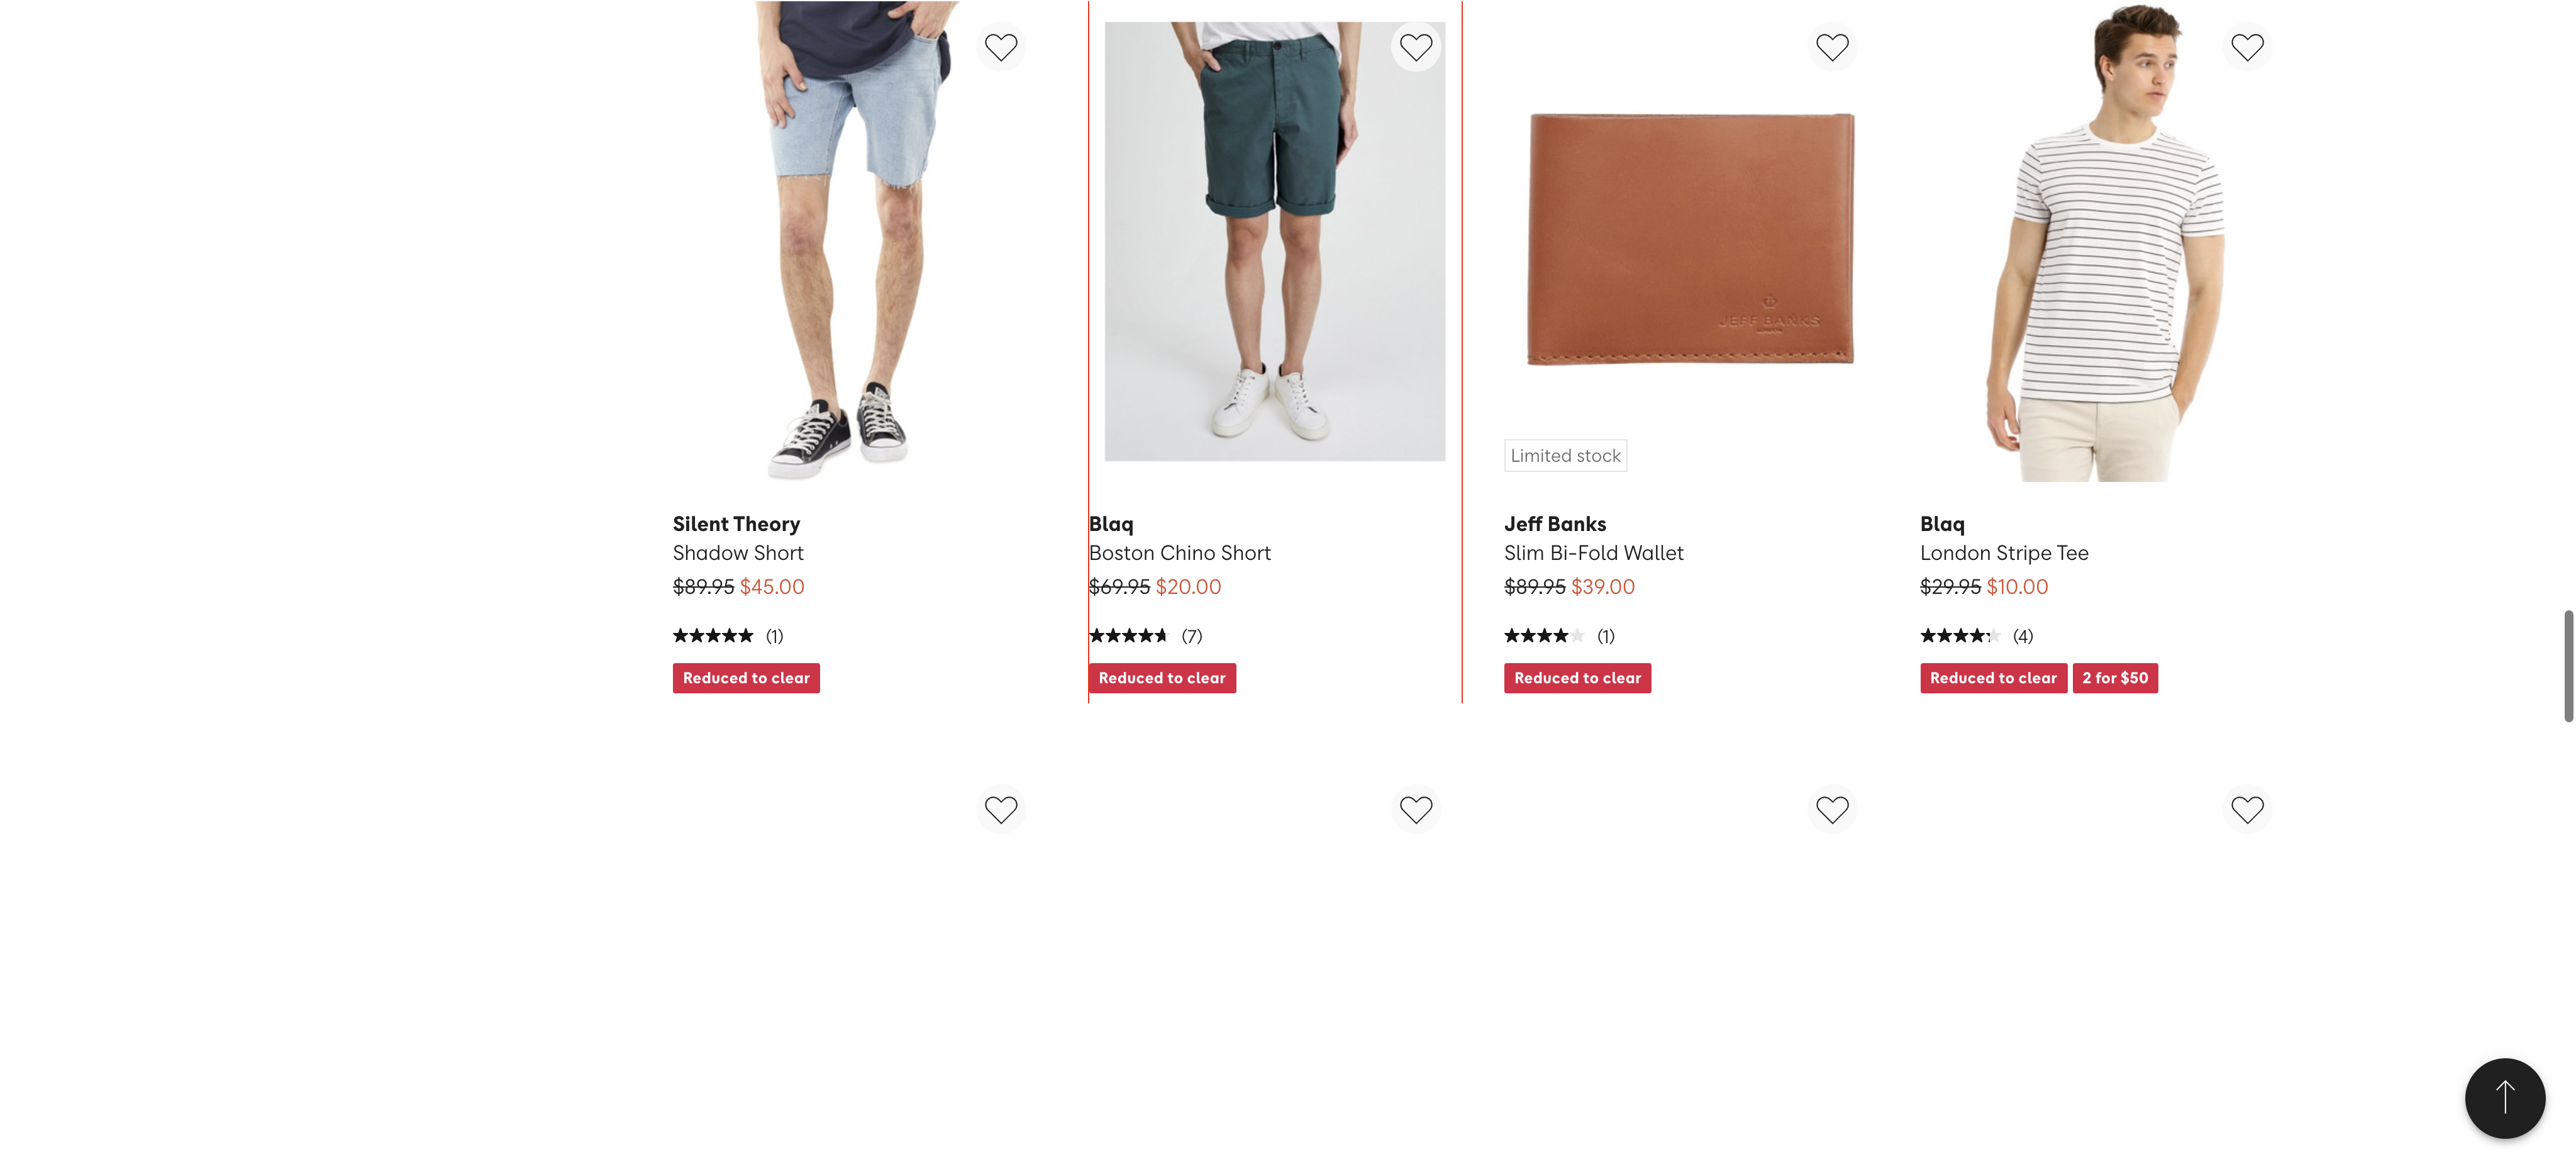 JEFF BANKS
Limited stock
Silent Theory
Shadow Short
$89.95 $45.00
(1)
Reduced to clear
Blaq
Boston Chino Short
$69.95 $20.00
(7)
Reduced to clear
Jeff Banks
Slim Bi-Fold Wallet
$89.95 $39.00
(1)
Reduced to clear
Blaq
London Stripe Tee
$29.95 $10.00
(4)
Reduced to clear 2 for $50